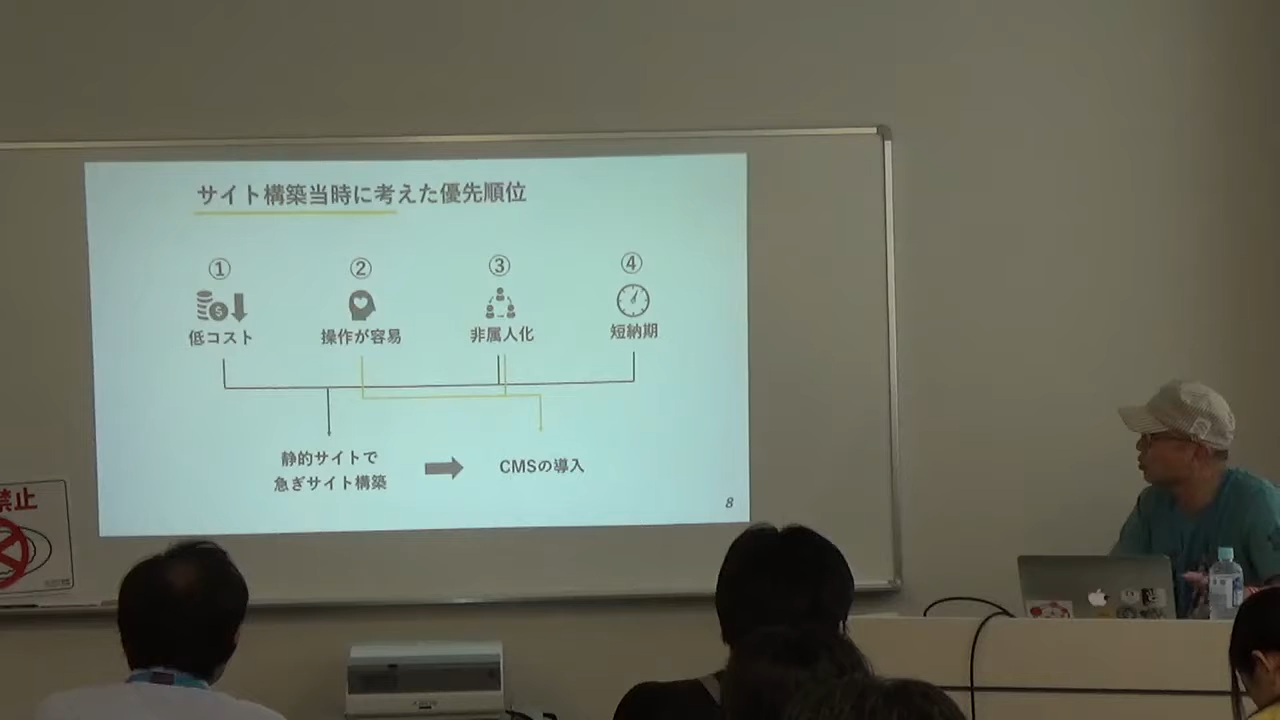 サイト構築当時に考えた優先順位
① ② ③ ④
低コスト 操作が容易 非属人化 短納期
静的サイトで
急ぎサイト構築
CMSの導入
8
禁止